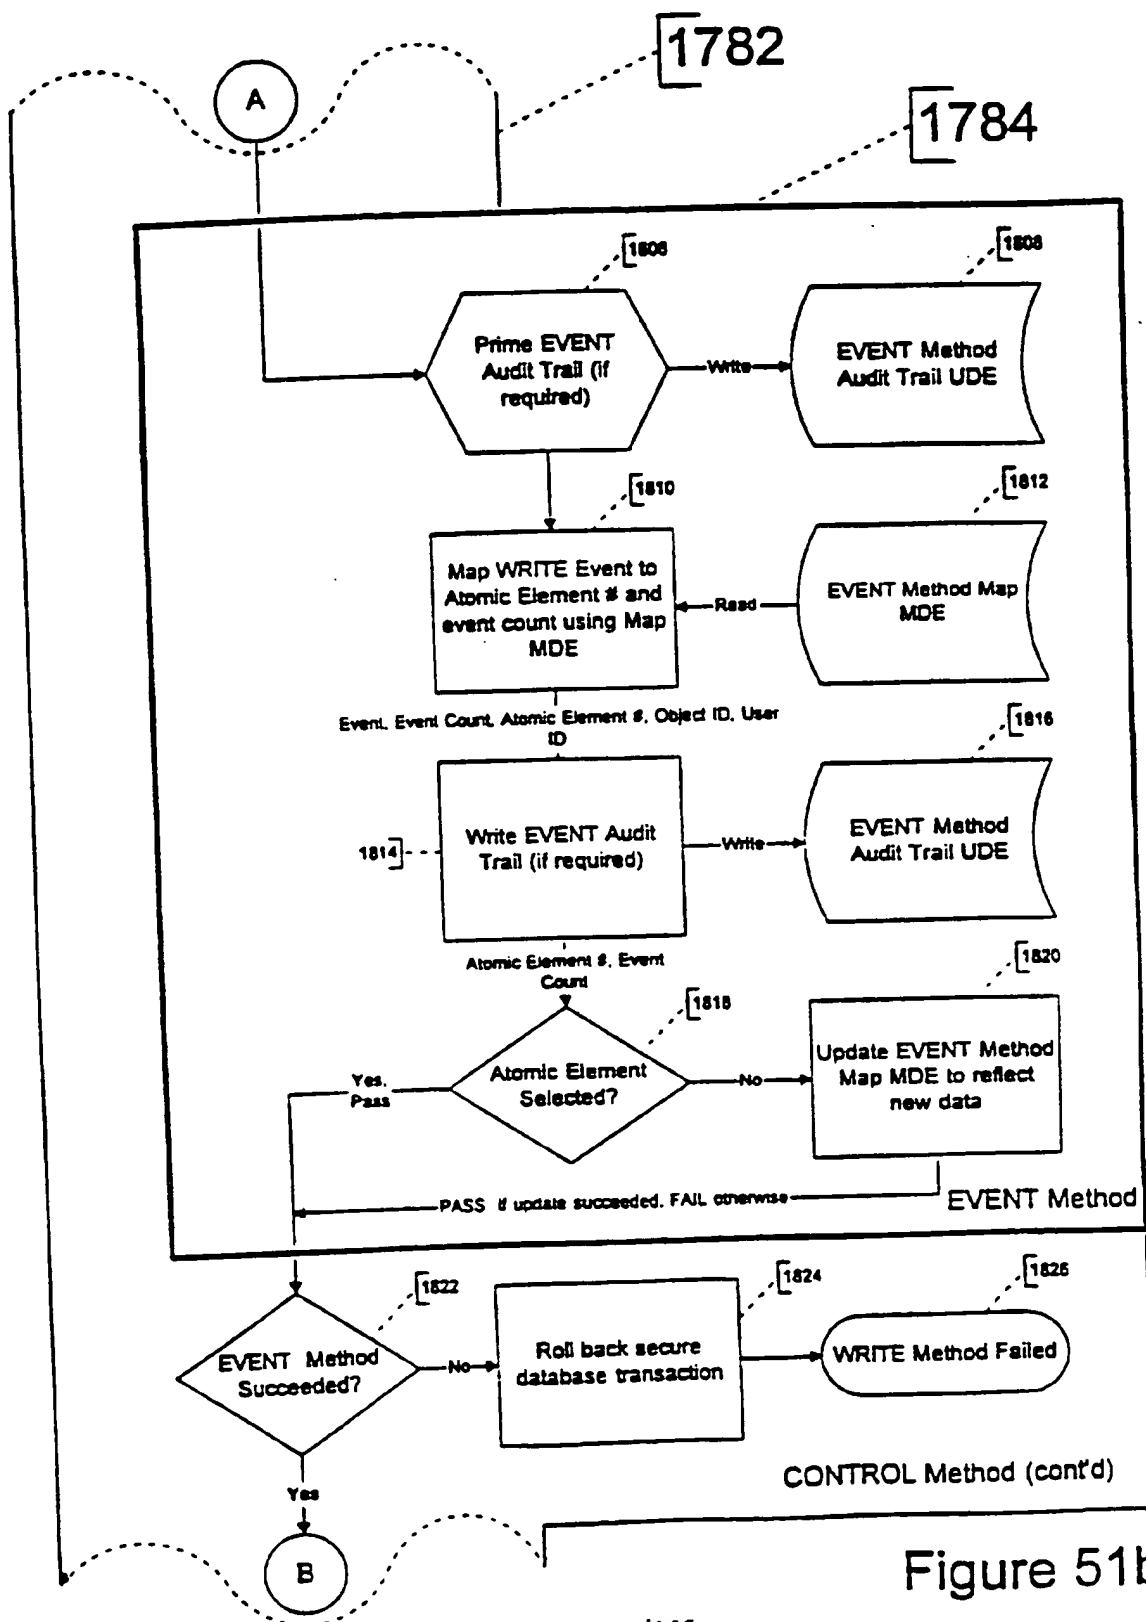 1782
A
1784
1806
1808
Prime EVENT
Audit Trail (if
required)
Write
EVENT Method
Audit Trail UDE
1810
1812
Map WRITE Event to
Atomic Element # and
event count using Map
MDE
Read
EVENT Method Map
MDE
Event, Event Count, Atomic Element #, Object ID, User
ID
1816
1814
Write EVENT Audit
Trail (if required)
Write
EVENT Method
Audit Trail UDE
Atomic Element #, Event
Count
1818
1820
Yes,
Pass
Atomic Element
Selected?
No
Update EVENT Method
Map MDE to reflect
new data
PASS if update succeeded, FAIL otherwise
EVENT Method
1822
1824
1826
EVENT Method
Succeeded?
No
Roll back secure
database transaction
WRITE Method Failed
Yes
CONTROL Method (cont'd)
B
Figure 51b